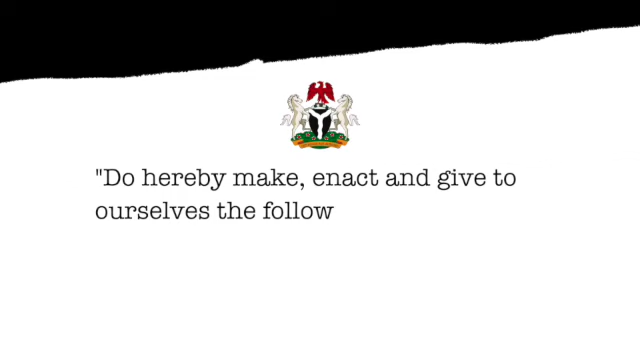 "Do hereby make, enact and give to
ourselves the follow